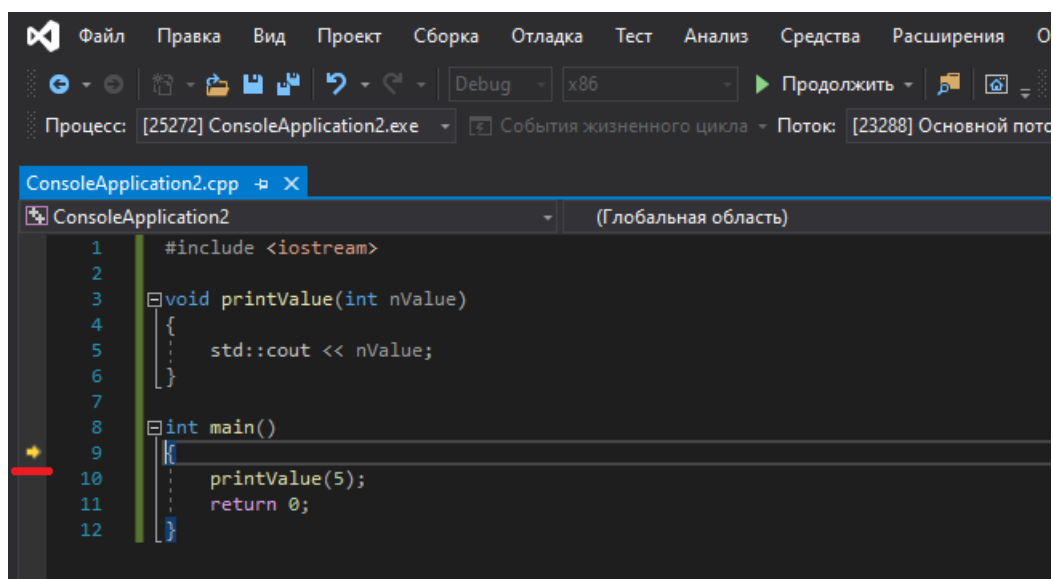 Файл Правка Вид Проект Сборка Отладка Тест Анализ Средства Расширения О
Debug x86 Продолжить
Процесс: [25272] ConsoleApplication2.exe События жизненного цикла Поток: [23288] Основной пото
ConsoleApplication2.cpp
ConsoleApplication2 (Глобальная область)
1 #include <iostream>
2
3 void printValue(int nValue)
4 {
5 std::cout << nValue;
6 }
7
8 int main()
9 {
10 printValue(5);
11 return 0;
12 }